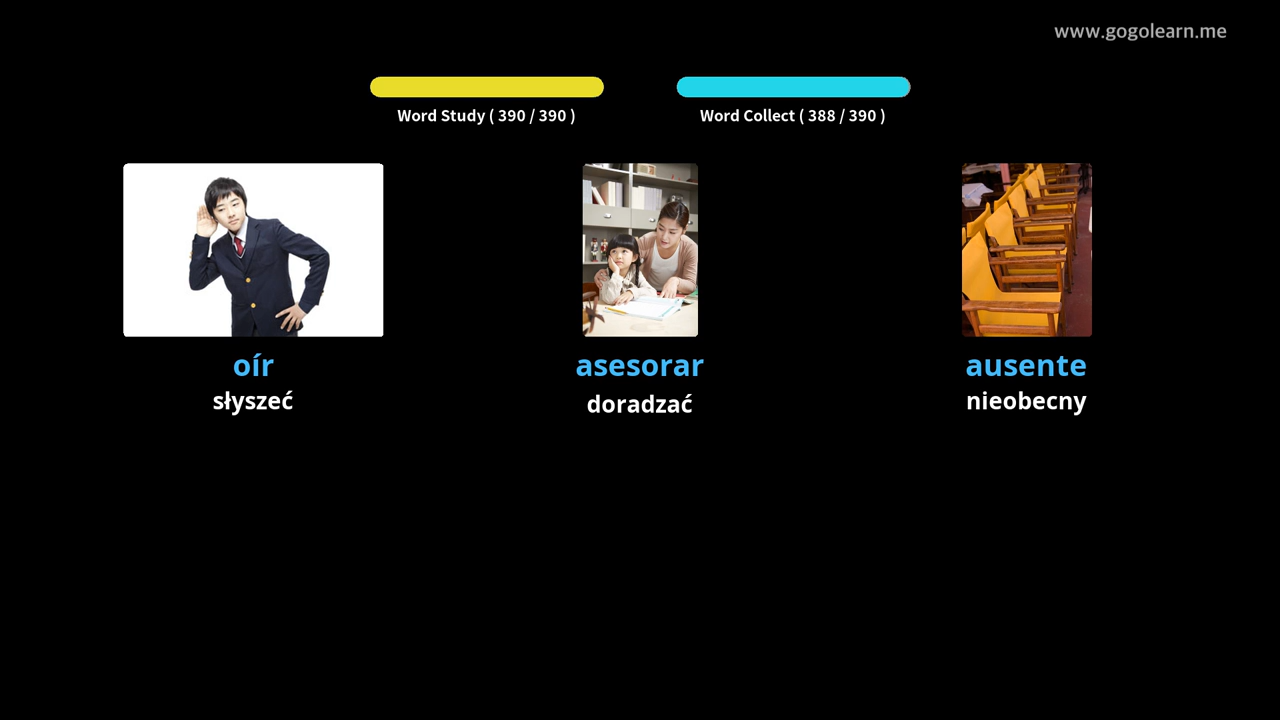 www.gogolearn.me
Word Study ( 390 / 390 )
Word Collect ( 388 / 390 )
oír
asesorar
ausente
słyszeć
doradzać
nieobecny